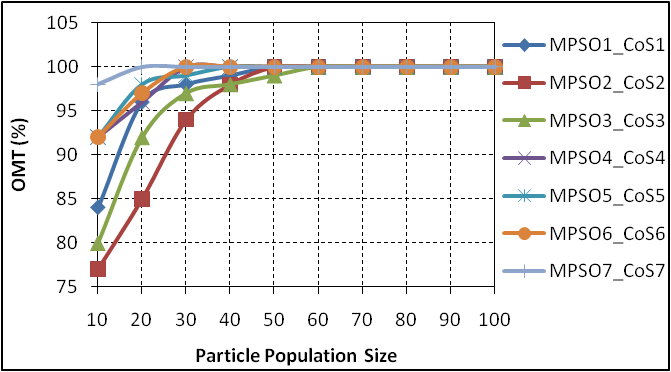 OMT (%)
105
100
95
90
85
80
75
10 20 30 40 50 60 70 80 90 100
Particle Population Size
MPSO1_CoS1
MPSO2_CoS2
MPSO3_CoS3
MPSO4_CoS4
MPSO5_CoS5
MPSO6_CoS6
MPSO7_CoS7